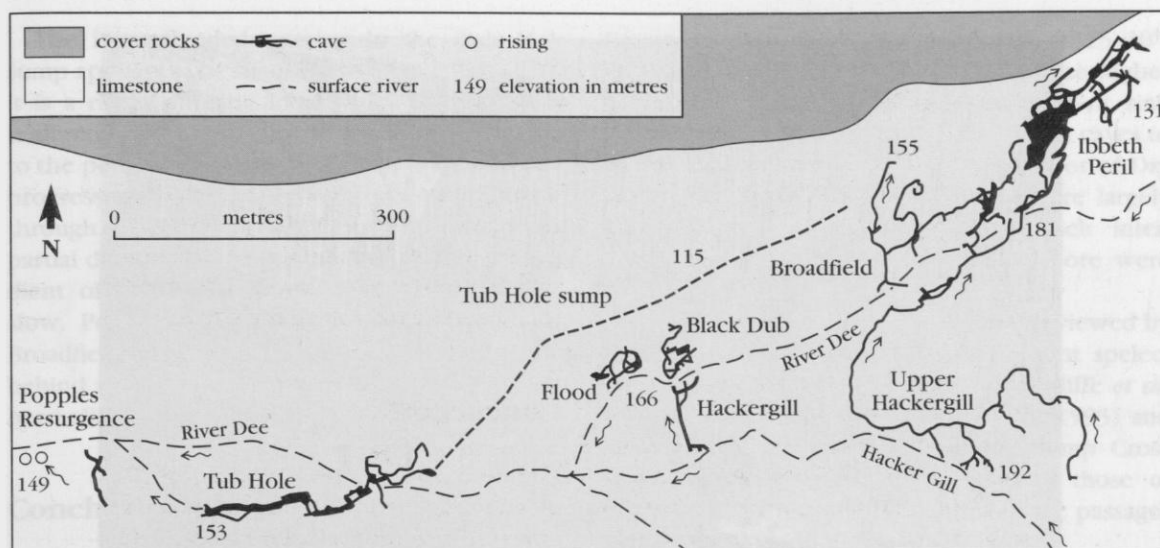 cover rocks cave rising
limestone surface river 149 elevation in metres
131
Ibbeth
Peril
155
N
0 metres 300
181
115
Broadfield
Tub Hole sump
Black Dub
River Dee
Flood
166
Hackergill
Upper
Hackergill
Popples
Resurgence
River Dee
149
Tub Hole
153
192
Hacker Gill